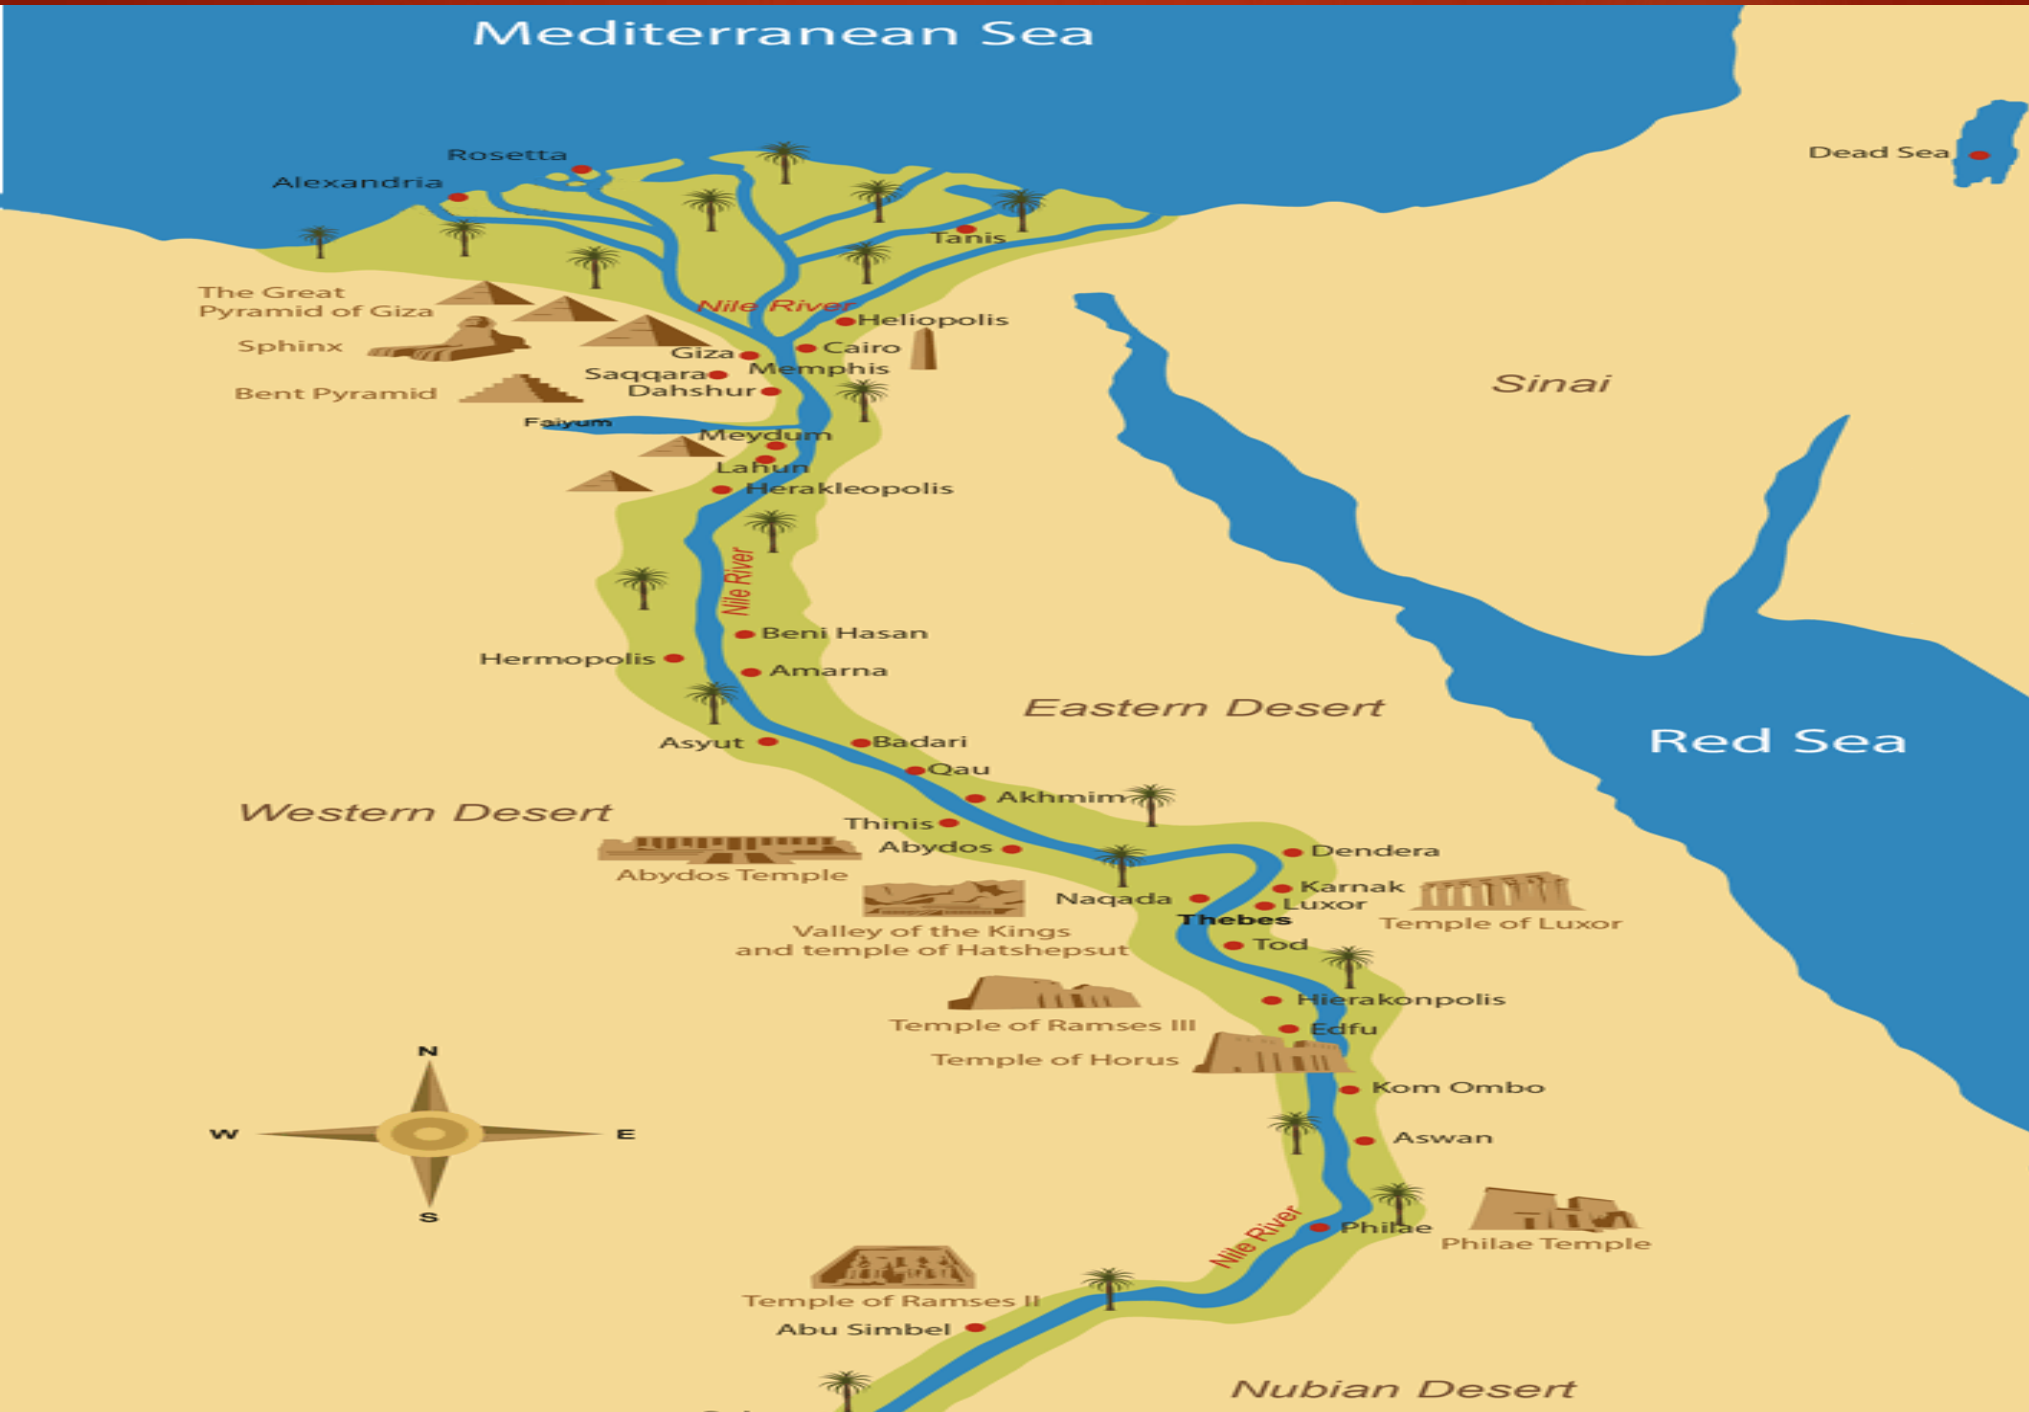 Mediterranean Sea
Rosetta
Dead Sea
Alexandria
Tanis
The Great
Pyramid of Giza
Nile River
Heliopolis
Sphinx
Giza
Cairo
Memphis
Saqqara
Sinai
Bent Pyramid
Dahshur
Faiyum
Meydum
Lahun
Herakleopolis
Nile River
Beni Hasan
Hermopolis
Amarna
Eastern Desert
Asyut
Badari
Red Sea
Qau
Akhmim
Western Desert
Thinis
Abydos
Dendera
Abydos Temple
Karnak
Naqada
Luxor
Thebes
Temple of Luxor
Valley of the Kings
and temple of Hatshepsut
Tod
Hierakonpolis
Temple of Ramses III
Edfu
N
Temple of Horus
Kom Ombo
W
E
Aswan
S
Nile River
Philae
Philae Temple
Temple of Ramses II
Abu Simbel
Nubian Desert